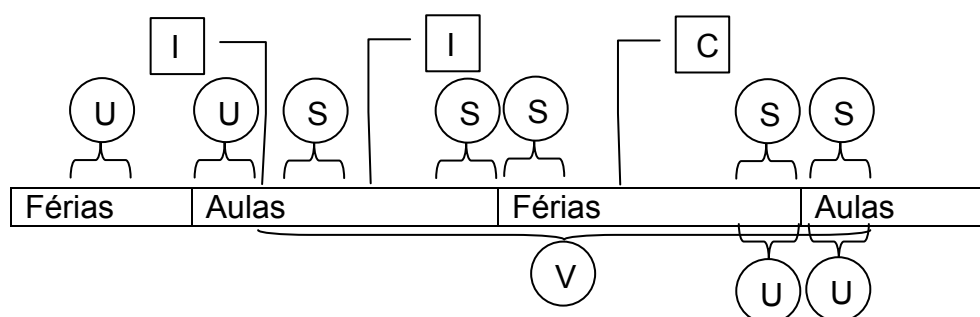 I I C
U U S S S S S
Férias Aulas Férias Aulas
V U U